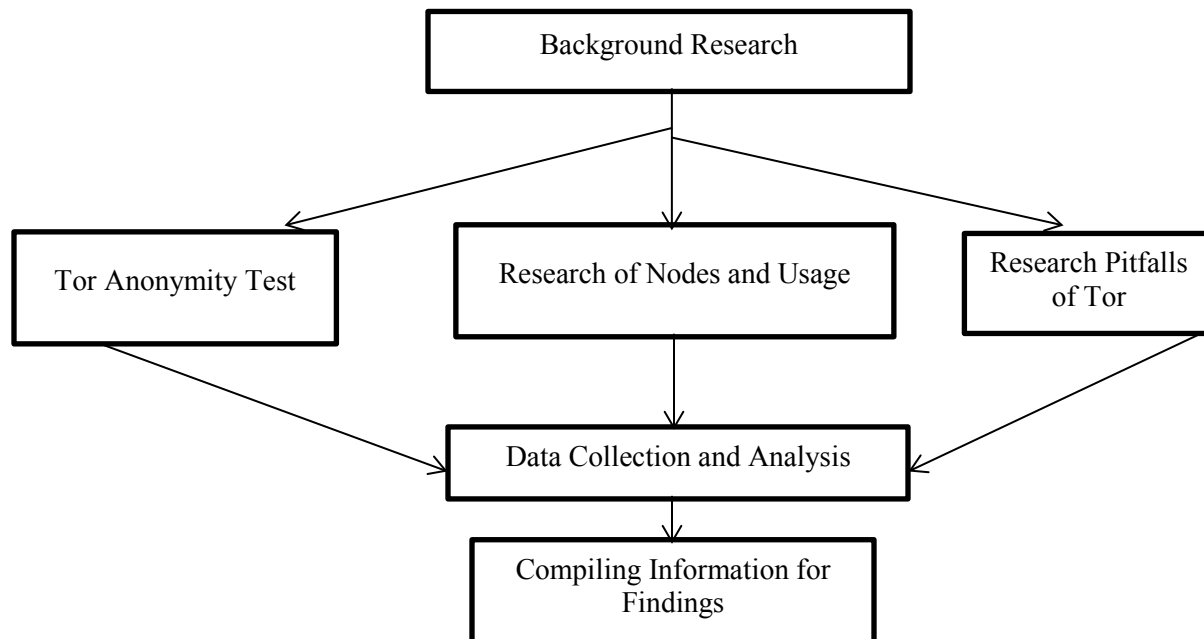 Background Research
Tor Anonymity Test
Research of Nodes and Usage
Research Pitfalls
of Tor
Data Collection and Analysis
Compiling Information for
Findings